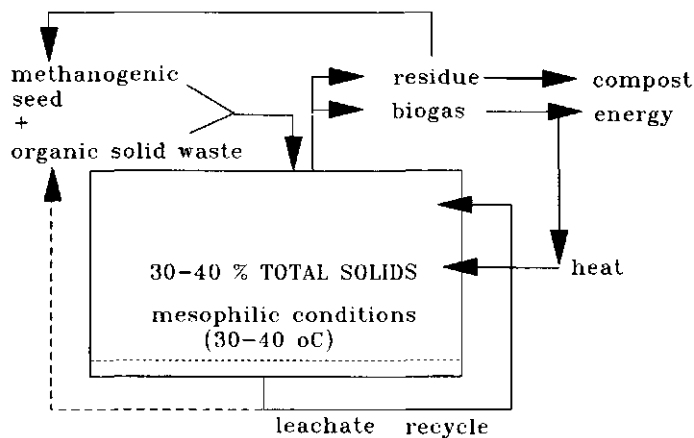 methanogenic
seed
+
organic solid waste
residue
compost
biogas
energy
heat
30-40 % TOTAL SOLIDS
mesophilic conditions
(30-40 oC)
leachate recycle